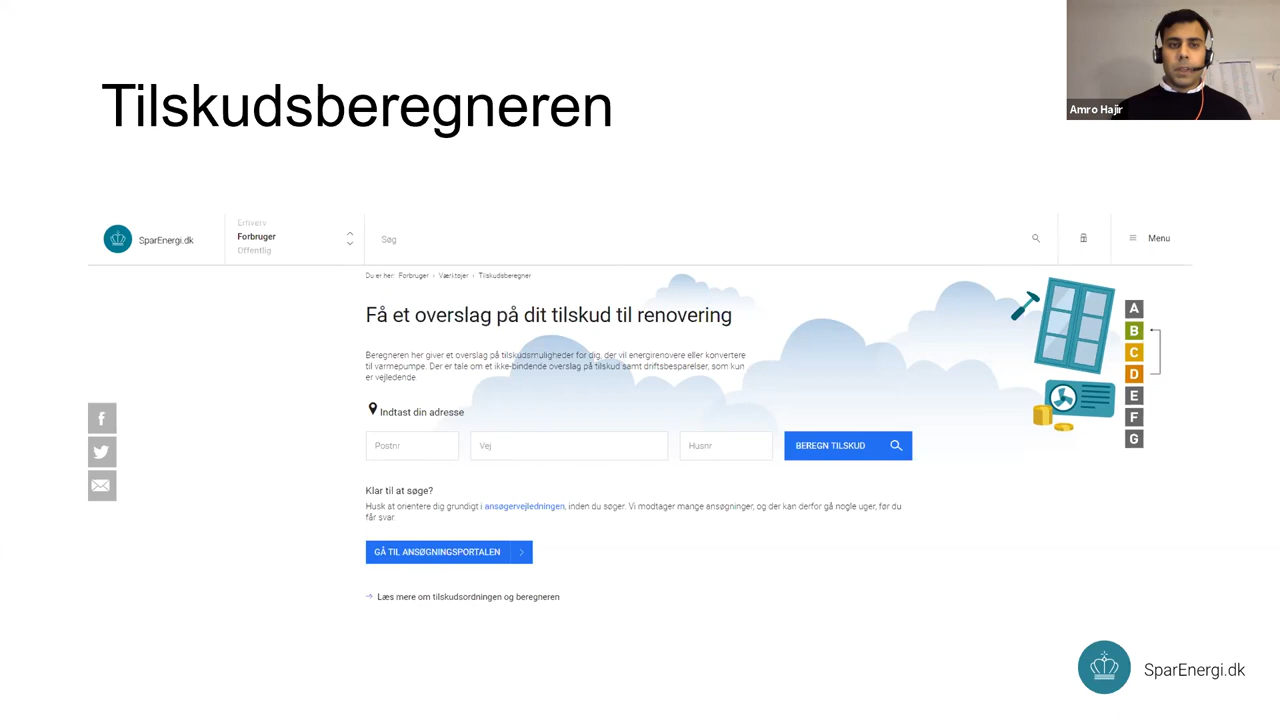 Tilskudsberegneren
Amro Hajir
SparEnergi.dk
Erhverv
Forbruger
Offentlig
Søg
Menu
Du er her: Forbruger › Værktøjer › Tilskudsberegner
Få et overslag på dit tilskud til renovering
Beregneren her giver et overslag på tilskudsmuligheder for dig, der vil energirenovere eller konvertere
til varmepumpe. Der er tale om et ikke-bindende overslag på tilskud samt driftsbesparelser, som kun
er vejledende.
Indtast din adresse
Postnr
Vej
Husnr
BEREGN TILSKUD
A
B
C
D
E
F
G
Klar til at søge?
Husk at orientere dig grundigt i ansøgervejledningen, inden du søger. Vi modtager mange ansøgninger, og der kan derfor gå nogle uger, før du
får svar.
GÅ TIL ANSØGNINGSPORTALEN
Læs mere om tilskudsordningen og beregneren
SparEnergi.dk